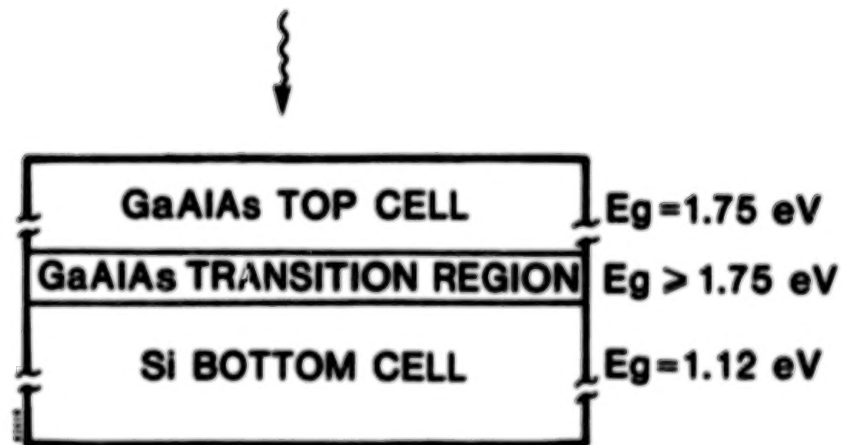 GaAlAs TOP CELL Eg=1.75 eV
GaAlAs TRANSITION REGION Eg > 1.75 eV
Si BOTTOM CELL Eg=1.12 eV